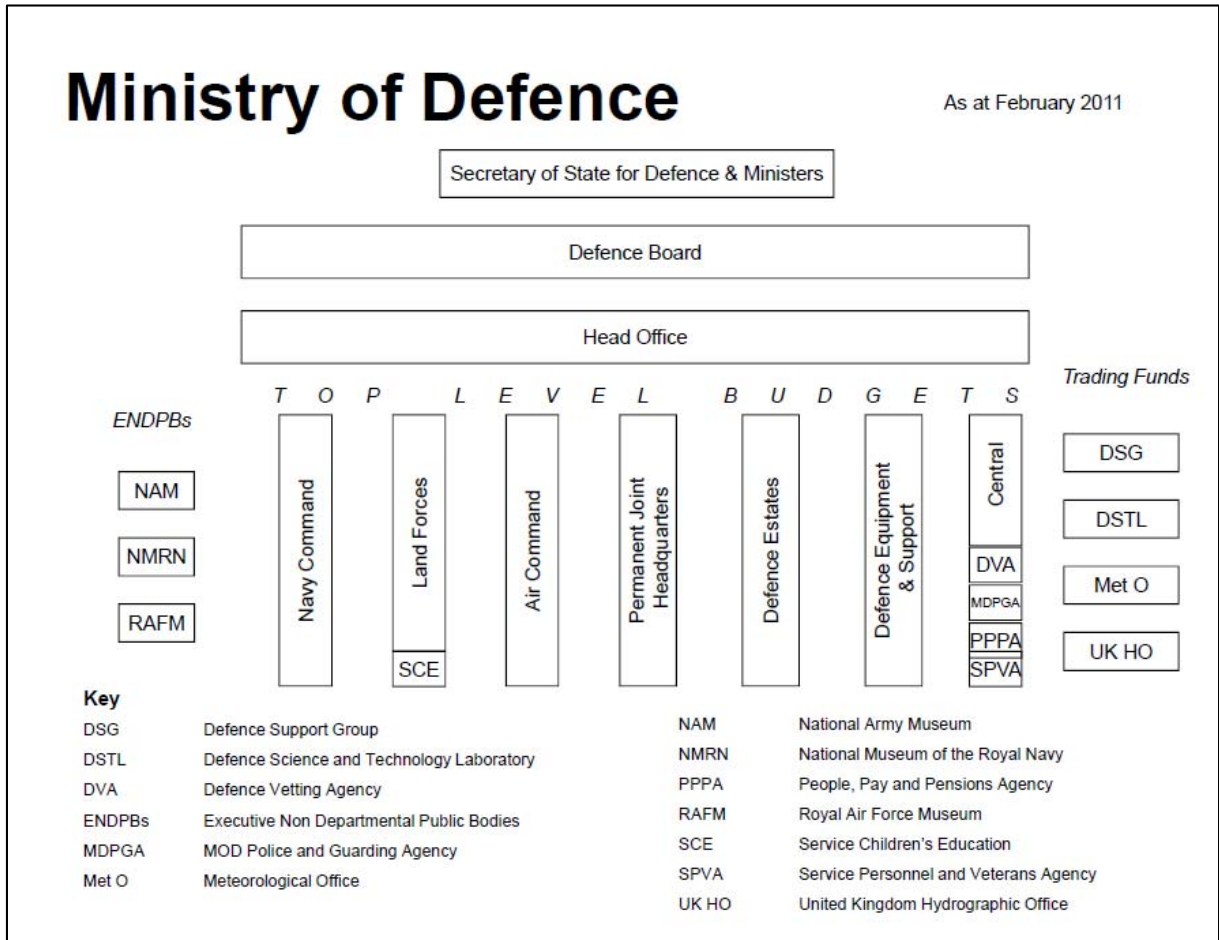 Ministry of Defence
As at February 2011
Secretary of State for Defence & Ministers
Defence Board
Head Office
T O P L E V E L B U D G E T S
ENDPBs
NAM
NMRN
RAFM
Navy Command
Land Forces
SCE
Air Command
Permanent Joint
Headquarters
Defence Estates
Defence Equipment
& Support
Central
DVA
MDPGA
PPPA
SPVA
Trading Funds
DSG
DSTL
Met O
UK HO
Key
DSG Defence Support Group
DSTL Defence Science and Technology Laboratory
DVA Defence Vetting Agency
ENDPBs Executive Non Departmental Public Bodies
MDPGA MOD Police and Guarding Agency
Met O Meteorological Office
NAM National Army Museum
NMRN National Museum of the Royal Navy
PPPA People, Pay and Pensions Agency
RAFM Royal Air Force Museum
SCE Service Children's Education
SPVA Service Personnel and Veterans Agency
UK HO United Kingdom Hydrographic Office